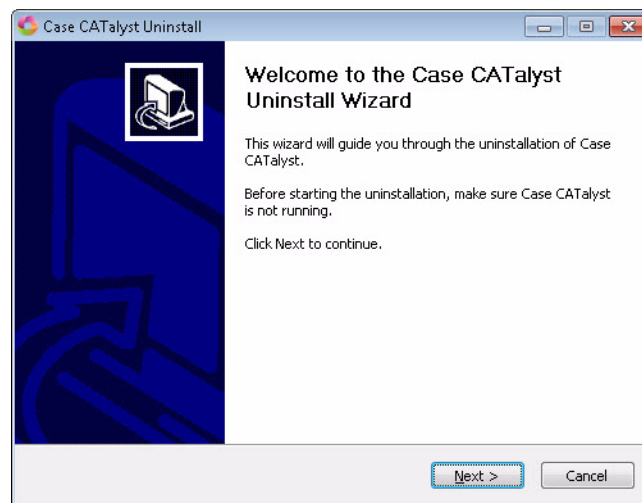 Case CATalyst Uninstall
Welcome to the Case CATalyst
Uninstall Wizard
This wizard will guide you through the uninstallation of Case
CATalyst.
Before starting the uninstallation, make sure Case CATalyst
is not running.
Click Next to continue.
Next >
Cancel